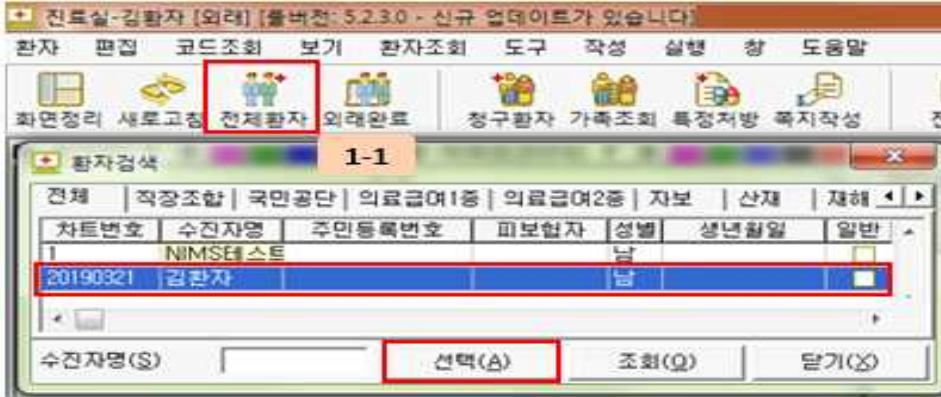 진료실-김환자 [외래] [풀버전: 5.2.3.0 - 신규 업데이트가 있습니다]
환자 편집 코드조회 보기 환자조회 도구 작성 실행 창 도움말
화면정리 새로고침 전체환자 외래완료 청구환자 가족조회 특정처방 쪽지작성
1-1
환자검색
전체 직장조합 국민공단 의료급여1종 의료급여2종 자보 산재 재해
차트번호 수진자명 주민등록번호 피보험자 성별 생년월일 일반
1 NIMS테스트 남
20190321 김환자 남
수진자명(S) 선택(A) 조회(Q) 닫기(X)